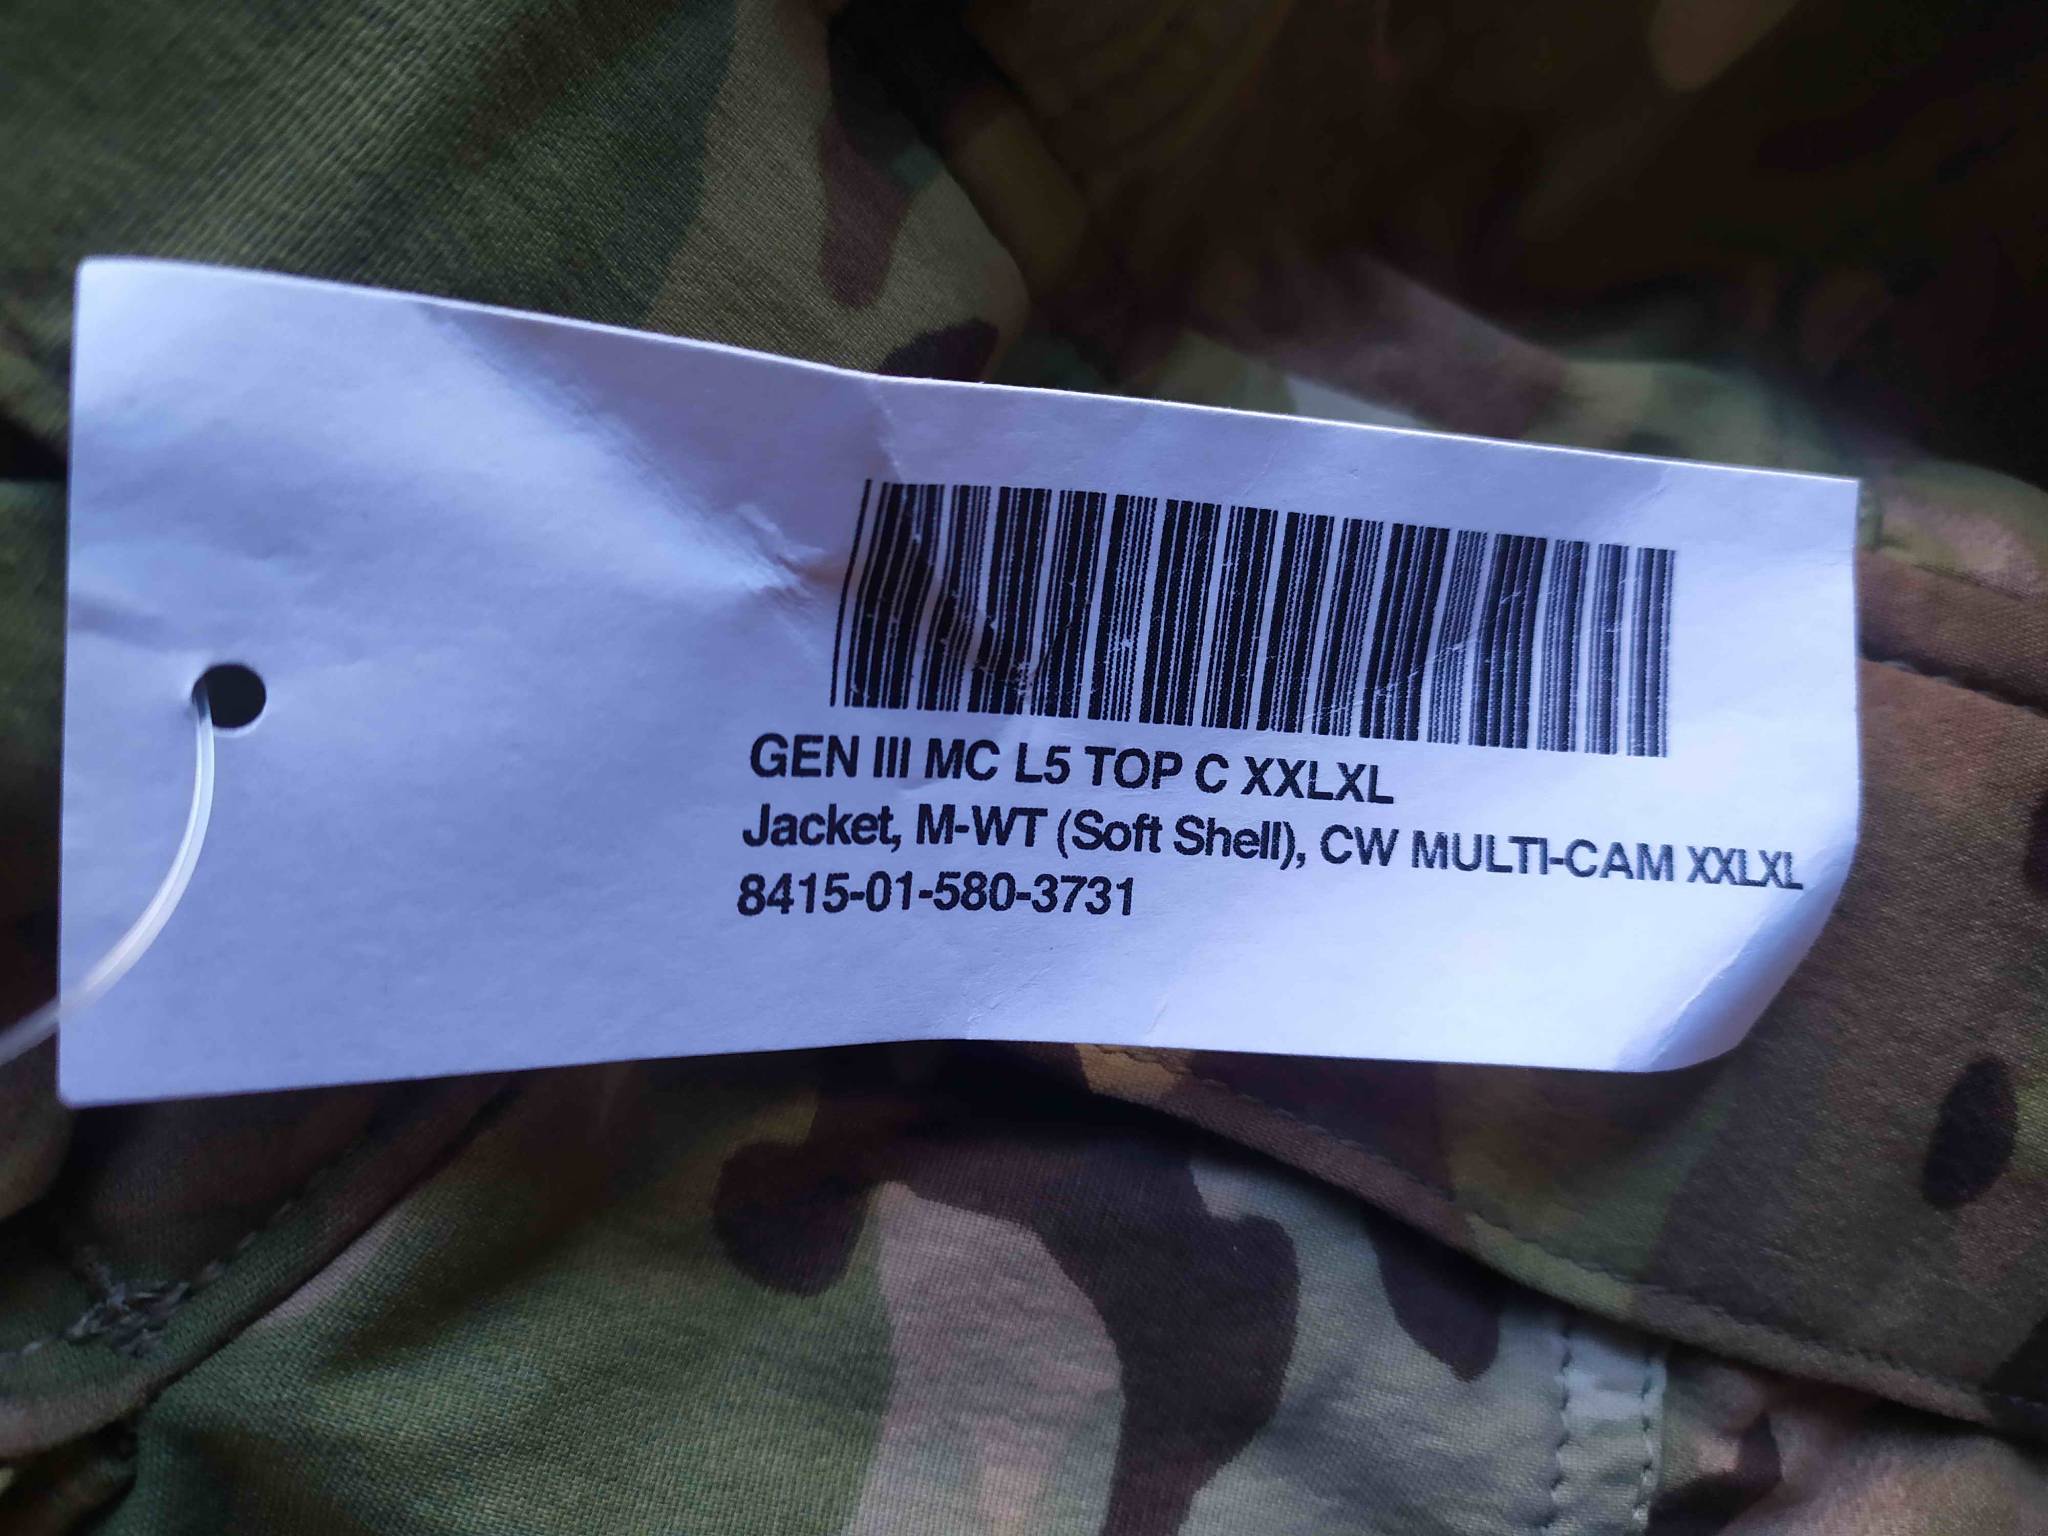 GEN III MC L5 TOP C XXLXL
Jacket, M-WT (Soft Shell), CW MULTI-CAM XXLXL
8415-01-580-3731